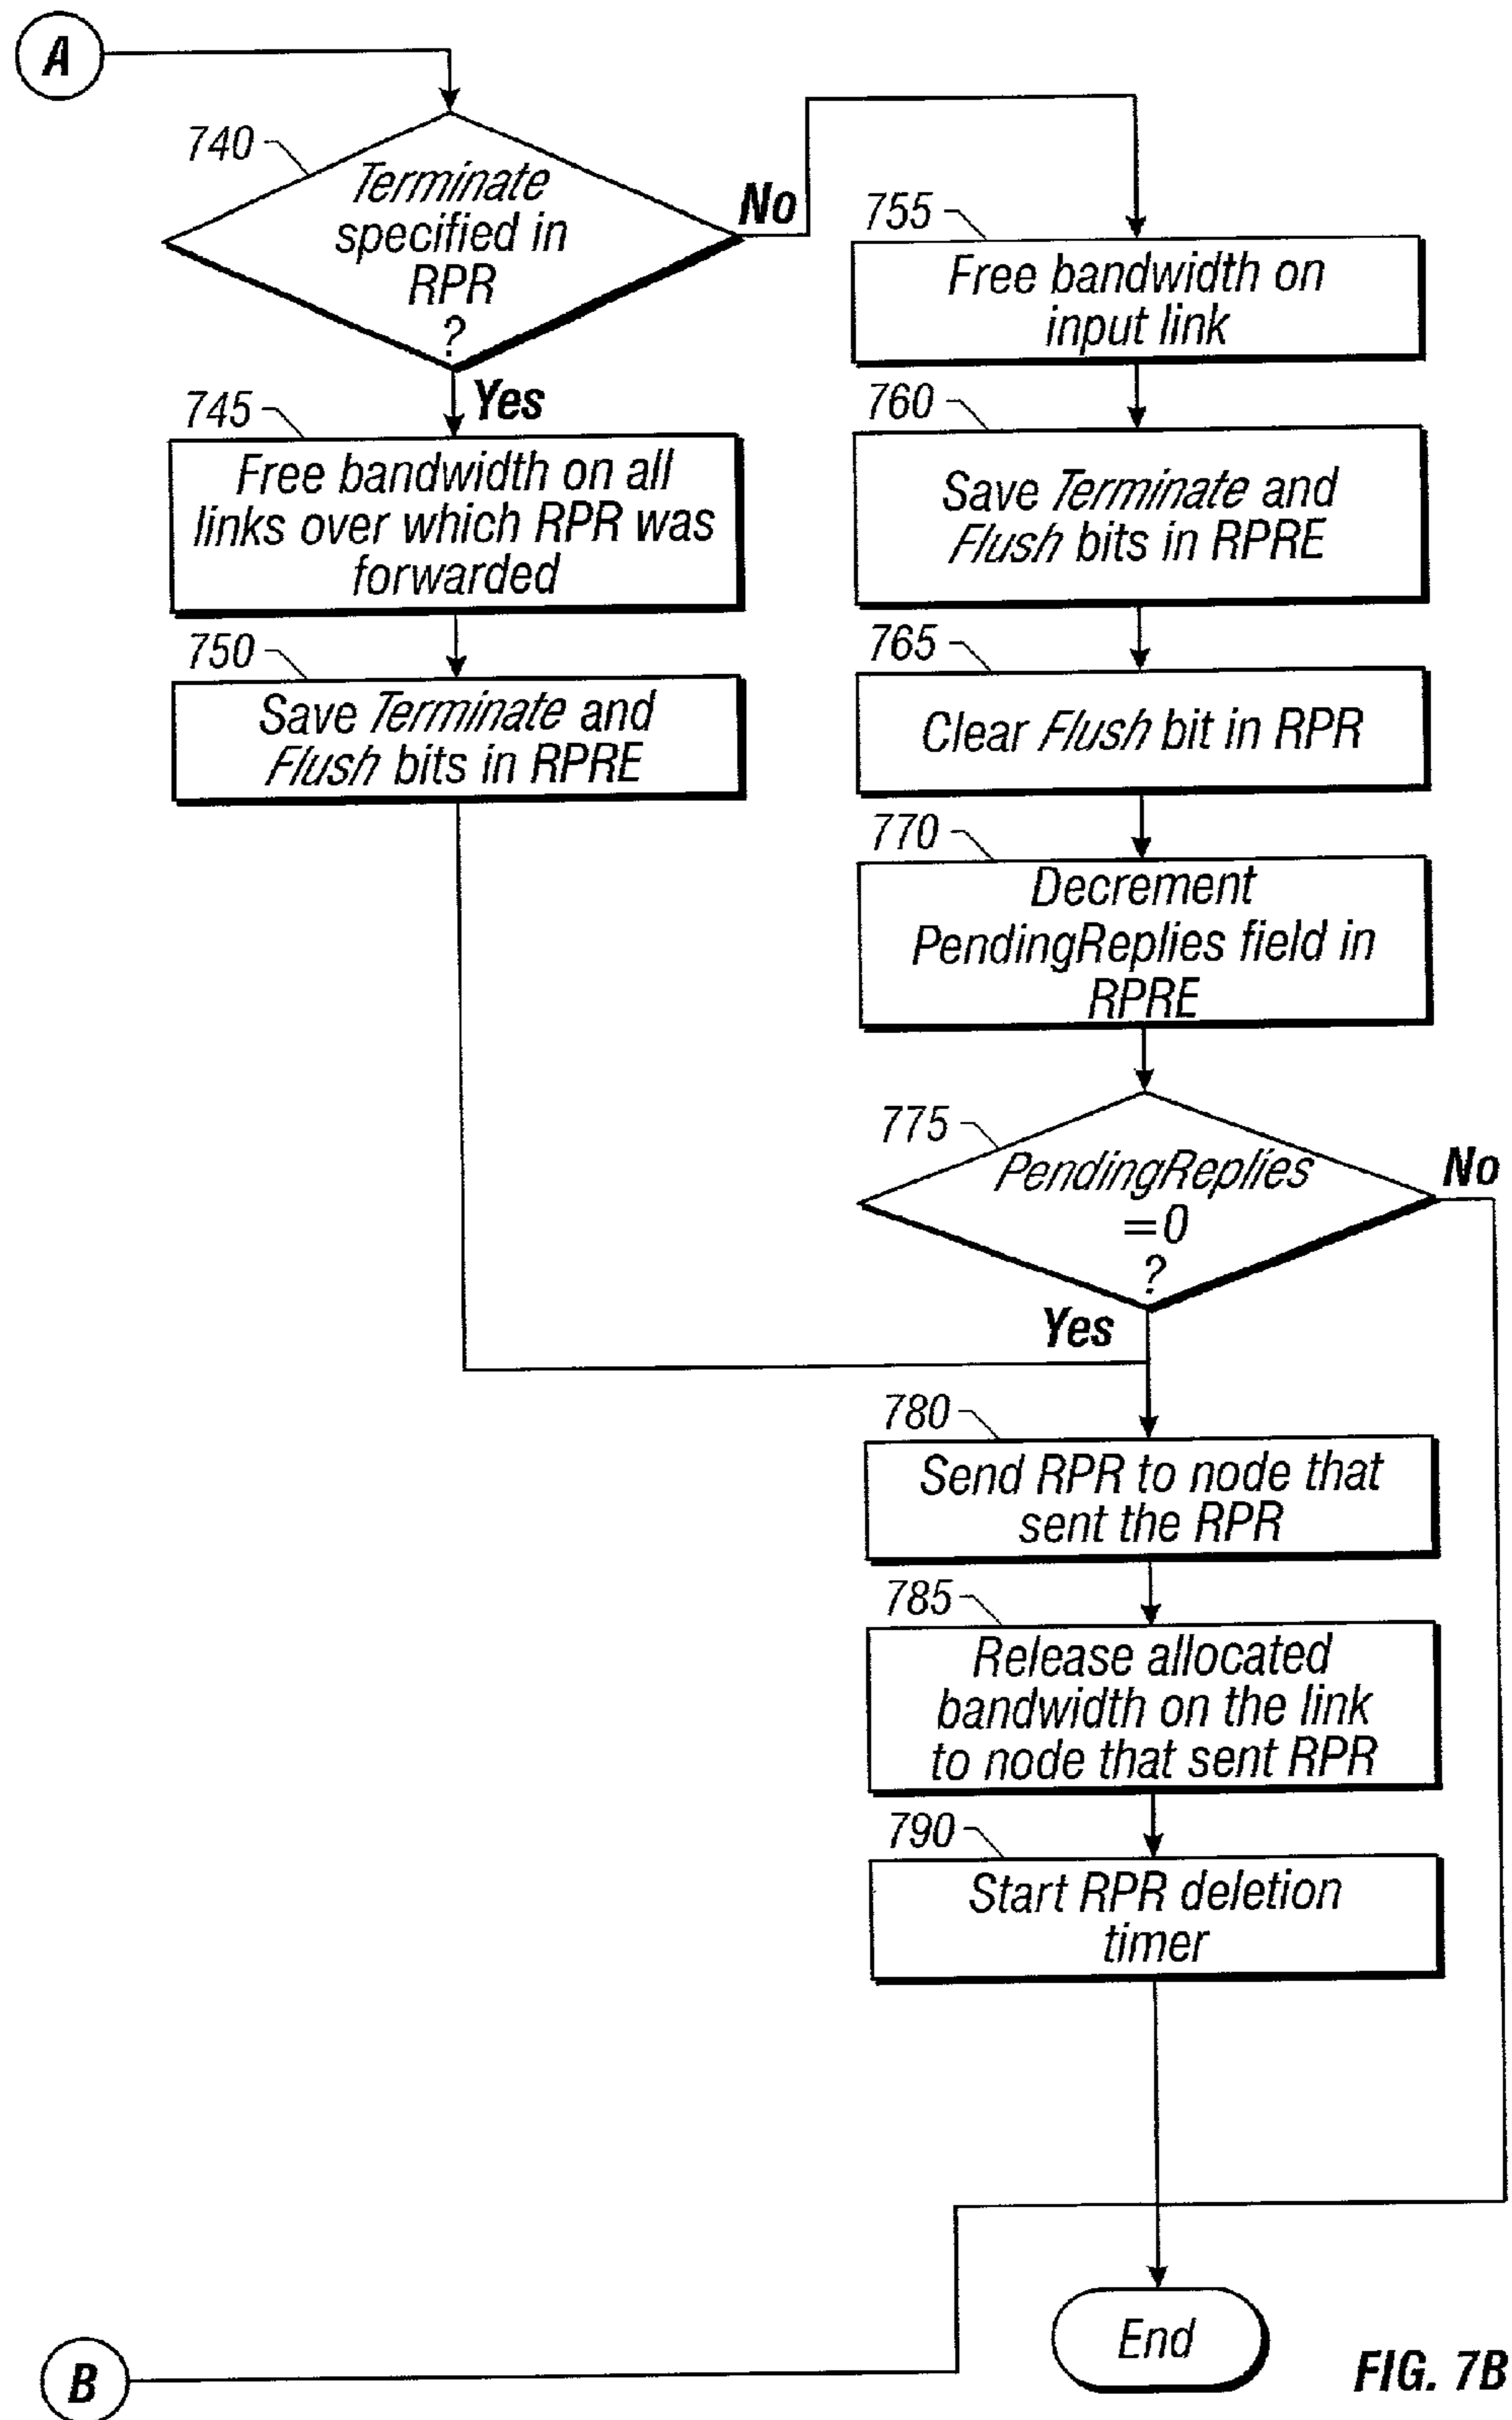 A
740
Terminate
specified in
RPR
?
No
Yes
745
Free bandwidth on all
links over which RPR was
forwarded
750
Save Terminate and
Flush bits in RPRE
755
Free bandwidth on
input link
760
Save Terminate and
Flush bits in RPRE
765
Clear Flush bit in RPR
770
Decrement
PendingReplies field in
RPRE
775
PendingReplies
=0
?
No
Yes
780
Send RPR to node that
sent the RPR
785
Release allocated
bandwidth on the link
to node that sent RPR
790
Start RPR deletion
timer
End
B
FIG. 7B